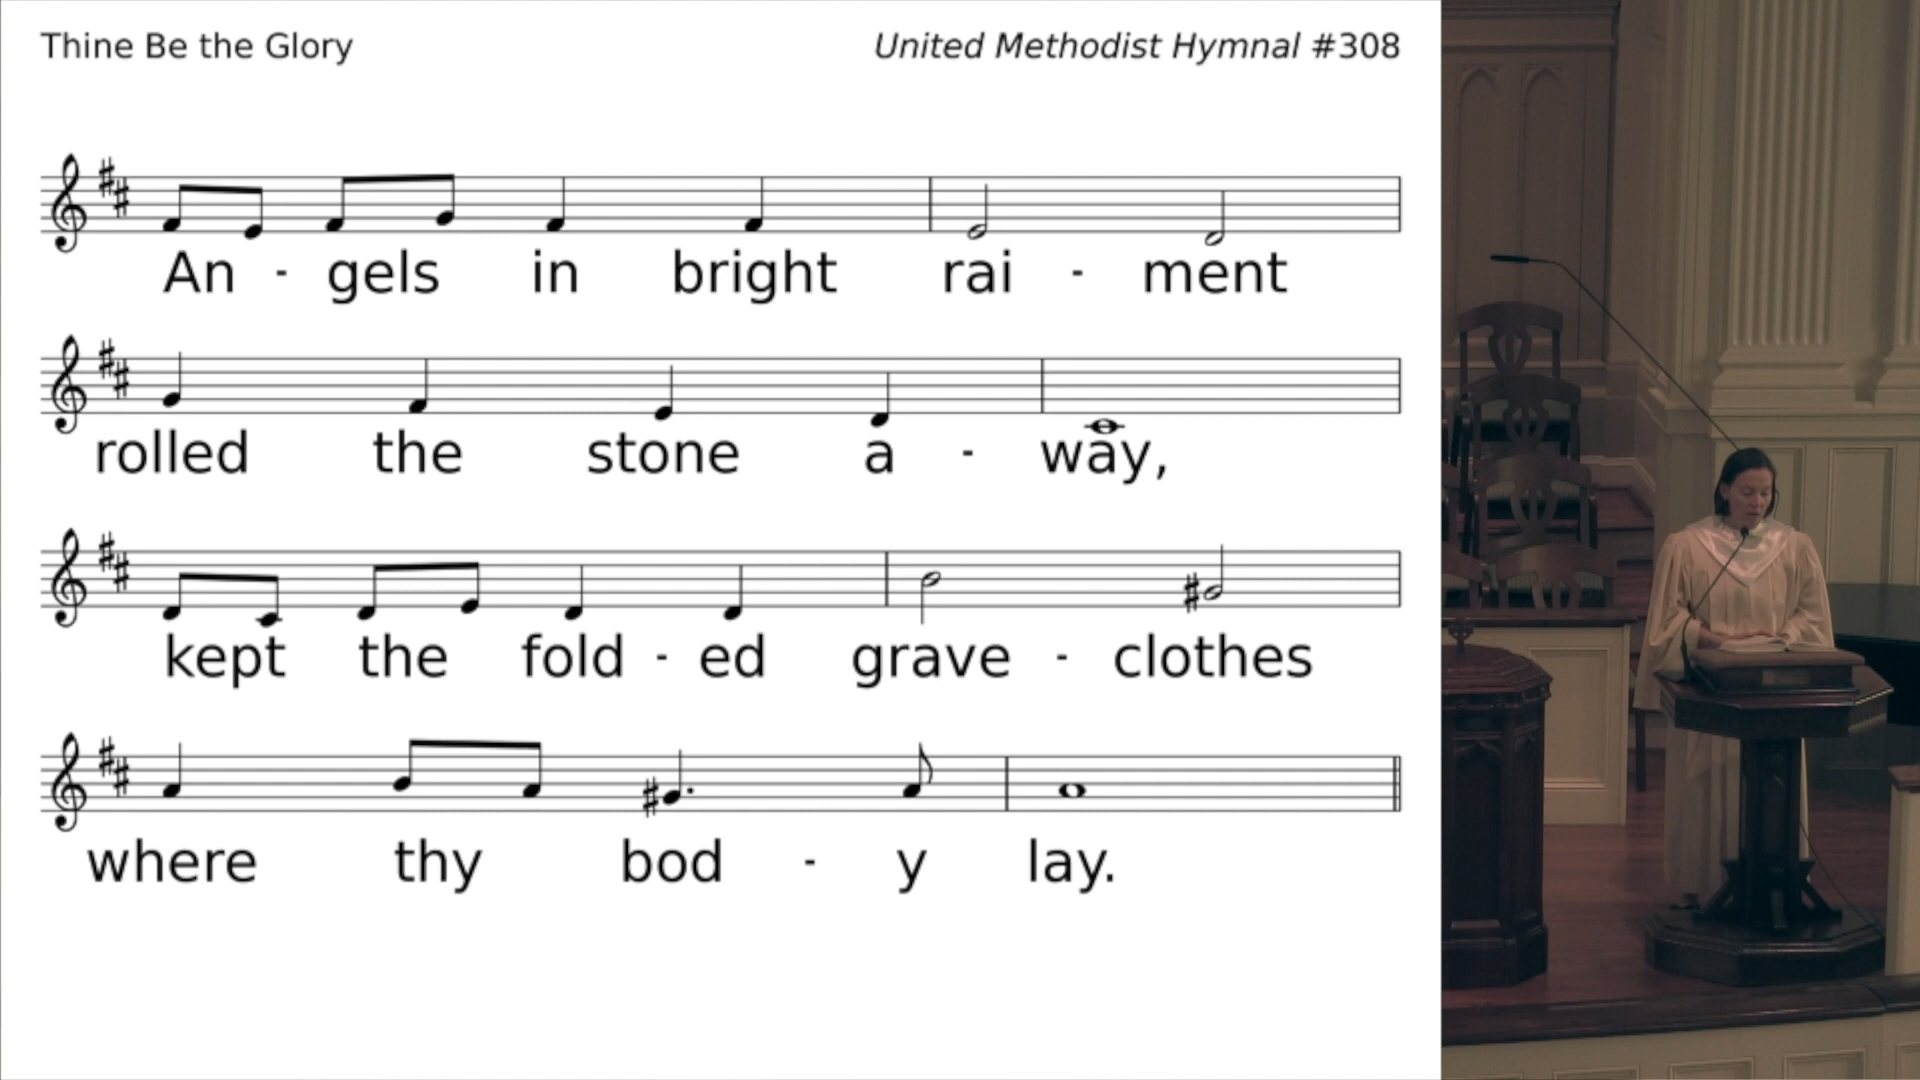 Thine Be the Glory United Methodist Hymnal #308
An - gels in bright rai - ment
rolled the stone a - way,
kept the fold - ed grave - clothes
where thy bod - y lay.